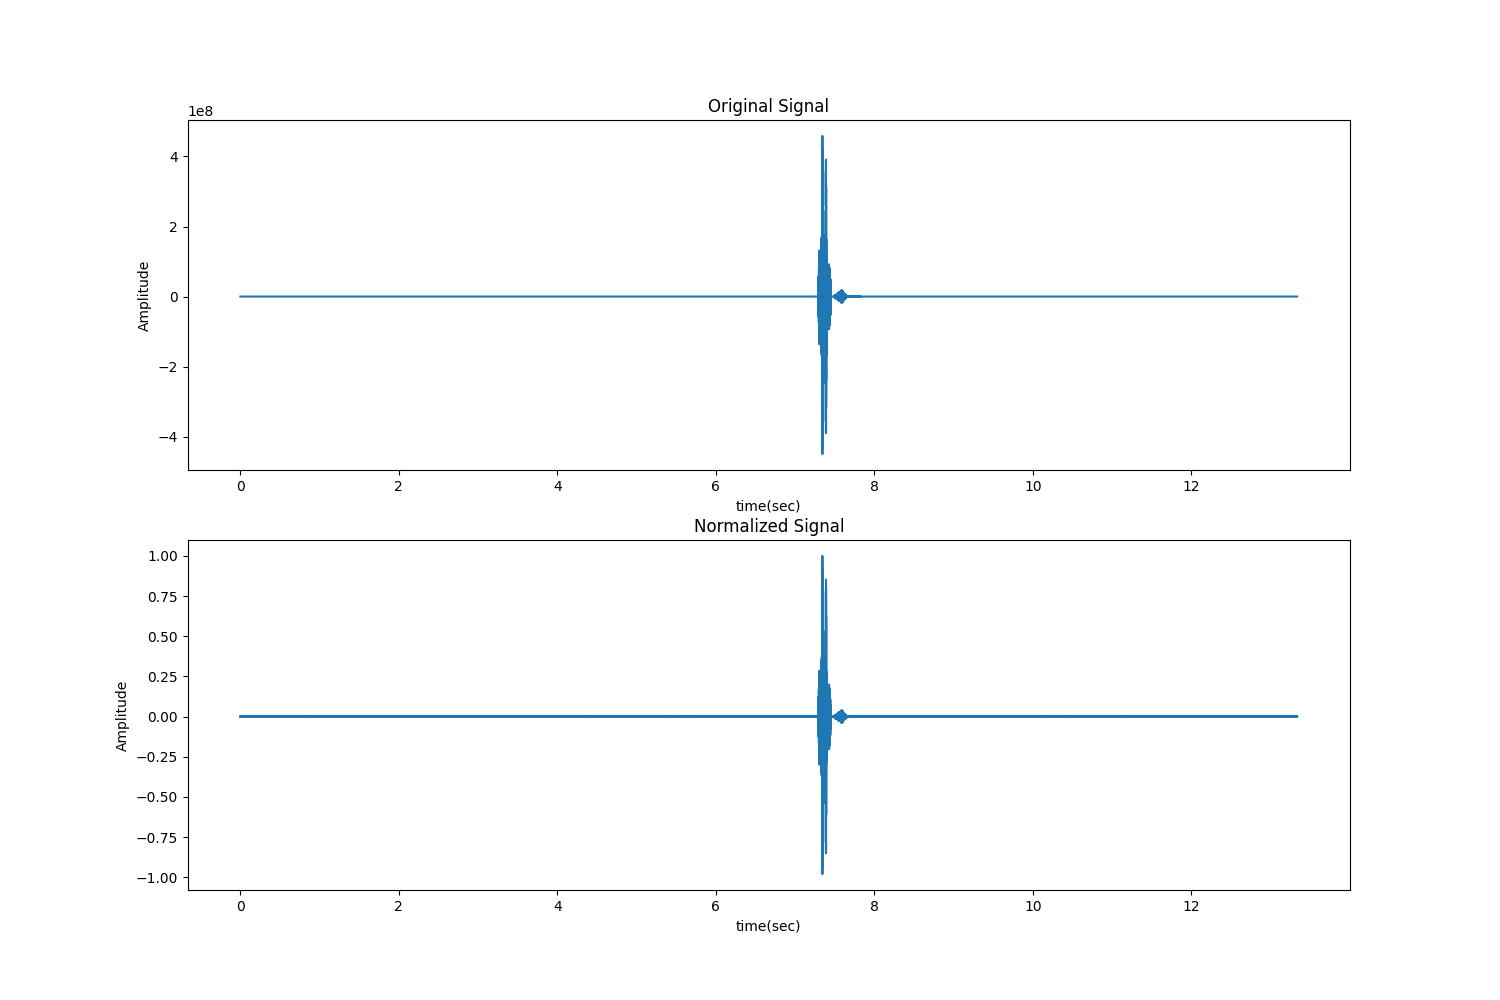 Original Signal
1e8
4
2
0
−2
−4
Amplitude
0 2 4 6 8 10 12
time(sec)
Normalized Signal
1.00
0.75
0.50
0.25
0.00
−0.25
−0.50
−0.75
−1.00
Amplitude
0 2 4 6 8 10 12
time(sec)